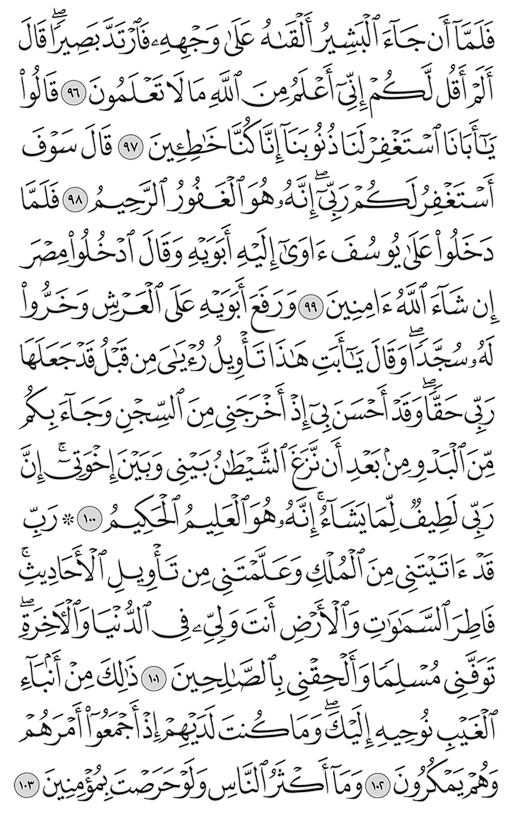 فَلَمَّآ أَن جَآءَ ٱلْبَشِيرُ أَلْقَىٰهُ عَلَىٰ وَجْهِهِۦ فَٱرْتَدَّ بَصِيرًۭا ۖ قَالَ
أَلَمْ أَقُل لَّكُمْ إِنِّىٓ أَعْلَمُ مِنَ ٱللَّهِ مَا لَا تَعْلَمُونَ ٩٦ قَالُوا۟
يَـٰٓأَبَانَا ٱسْتَغْفِرْ لَنَا ذُنُوبَنَآ إِنَّا كُنَّا خَـٰطِـِٔينَ ٩٧ قَالَ سَوْفَ
أَسْتَغْفِرُ لَكُمْ رَبِّىٓ ۖ إِنَّهُۥ هُوَ ٱلْغَفُورُ ٱلرَّحِيمُ ٩٨ فَلَمَّا
دَخَلُوا۟ عَلَىٰ يُوسُفَ ءَاوَىٰٓ إِلَيْهِ أَبَوَيْهِ وَقَالَ ٱدْخُلُوا۟ مِصْرَ
إِن شَآءَ ٱللَّهُ ءَامِنِينَ ٩٩ وَرَفَعَ أَبَوَيْهِ عَلَى ٱلْعَرْشِ وَخَرُّوا۟
لَهُۥ سُجَّدًۭا ۖ وَقَالَ يَـٰٓأَبَتِ هَـٰذَا تَأْوِيلُ رُءْيَـٰىَ مِن قَبْلُ قَدْ جَعَلَهَا
رَبِّى حَقًّۭا ۖ وَقَدْ أَحْسَنَ بِىٓ إِذْ أَخْرَجَنِى مِنَ ٱلسِّجْنِ وَجَآءَ بِكُم
مِّنَ ٱلْبَدْوِ مِنۢ بَعْدِ أَن نَّزَغَ ٱلشَّيْطَـٰنُ بَيْنِى وَبَيْنَ إِخْوَتِىٓ ۚ إِنَّ
رَبِّى لَطِيفٌۭ لِّمَا يَشَآءُ ۚ إِنَّهُۥ هُوَ ٱلْعَلِيمُ ٱلْحَكِيمُ ١٠٠ * رَبِّ
قَدْ ءَاتَيْتَنِى مِنَ ٱلْمُلْكِ وَعَلَّمْتَنِى مِن تَأْوِيلِ ٱلْأَحَادِيثِ ۚ
فَاطِرَ ٱلسَّمَـٰوَٰتِ وَٱلْأَرْضِ أَنتَ وَلِىِّۦ فِى ٱلدُّنْيَا وَٱلْـَٔاخِرَةِ ۖ
تَوَفَّنِى مُسْلِمًۭا وَأَلْحِقْنِى بِٱلصَّـٰلِحِينَ ١٠١ ذَٰلِكَ مِنْ أَنۢبَآءِ
ٱلْغَيْبِ نُوحِيهِ إِلَيْكَ ۖ وَمَا كُنتَ لَدَيْهِمْ إِذْ أَجْمَعُوٓا۟ أَمْرَهُمْ
وَهُمْ يَمْكُرُونَ ١٠٢ وَمَآ أَكْثَرُ ٱلنَّاسِ وَلَوْ حَرَصْتَ بِمُؤْمِنِينَ ١٠٣